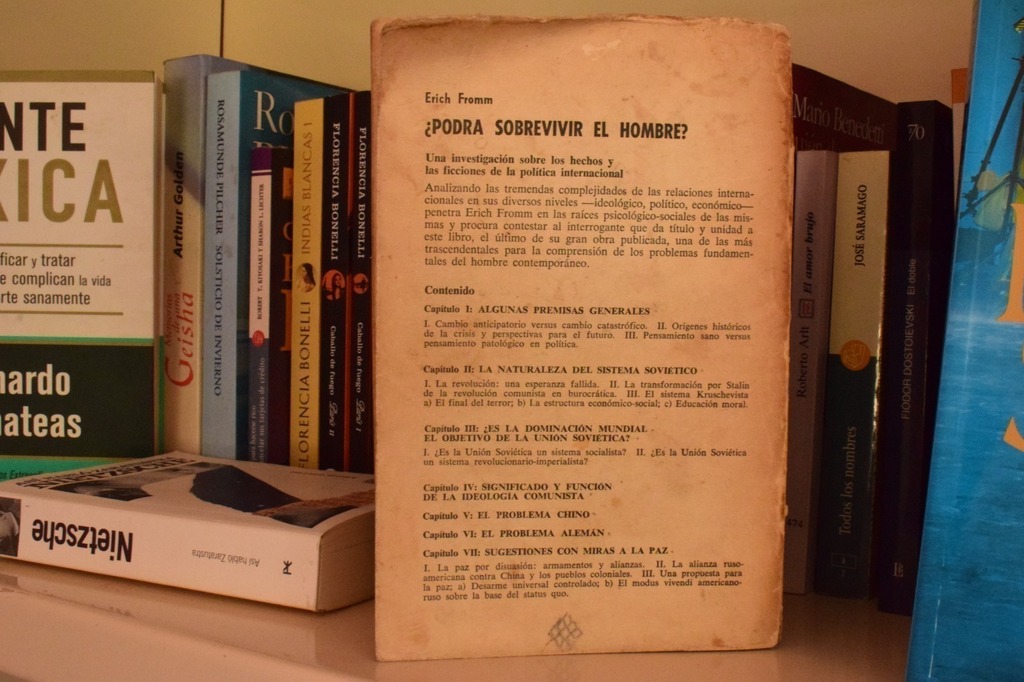 NTE
XICA
ficar y tratar
e complican la vida
rte sanamente
nardo
mateas
Arthur Golden
Geisha
ROSAMUNDE PILCHER SOLSTICIO DE INVIERNO
Ro
ROBERT T. KIYOSAKI Y SHARON L. LECHTER
FLORENCIA BONELLI INDIAS BLANCAS I
FLORENCIA BONELLI
Caballo de fuego
FLORENCIA BONELLI
Caballo de fuego
Nietzsche
Así habló Zaratustra
Erich Fromm
¿PODRA SOBREVIVIR EL HOMBRE?
Una investigación sobre los hechos y
las ficciones de la política internacional
Analizando las tremendas complejidades de las relaciones interna-
cionales en sus diversos niveles —ideológico, político, económico—
penetra Erich Fromm en las raíces psicológico-sociales de las mis-
mas y procura contestar al interrogante que da título y unidad a
este libro, el último de su gran obra publicada, una de las más
trascendentales para la comprensión de los problemas fundamen-
tales del hombre contemporáneo.
Contenido
Capítulo I: ALGUNAS PREMISAS GENERALES
I. Cambio anticipatorio versus cambio catastrófico. II. Orígenes históricos
de la crisis y perspectivas para el futuro. III. Pensamiento sano versus
pensamiento patológico en política.
Capítulo II: LA NATURALEZA DEL SISTEMA SOVIETICO
I. La revolución: una esperanza fallida. II. La transformación por Stalin
de la revolución comunista en burocrática. III. El sistema Kruschevista
a) El final del terror; b) La estructura económico-social; c) Educación moral.
Capítulo III: ¿ES LA DOMINACIÓN MUNDIAL
EL OBJETIVO DE LA UNIÓN SOVIÉTICA?
I. ¿Es la Unión Soviética un sistema socialista? II. ¿Es la Unión Soviética
un sistema revolucionario-imperialista?
Capítulo IV: SIGNIFICADO Y FUNCIÓN
DE LA IDEOLOGIA COMUNISTA
Capítulo V: EL PROBLEMA CHINO
Capítulo VI: EL PROBLEMA ALEMÁN
Capítulo VII: SUGESTIONES CON MIRAS A LA PAZ
I. La paz por disuasión: armamentos y alianzas. II. La alianza ruso-
americana contra China y los pueblos coloniales. III. Una propuesta para
la paz; a) Desarme universal controlado; b) El modus vivendi americano-
ruso sobre la base del status quo.
Mario Benedetti
Roberto Arlt El amor brujo
JOSÉ SARAMAGO
Todos los nombres
70
FIÓDOR DOSTOIEVSKI El doble